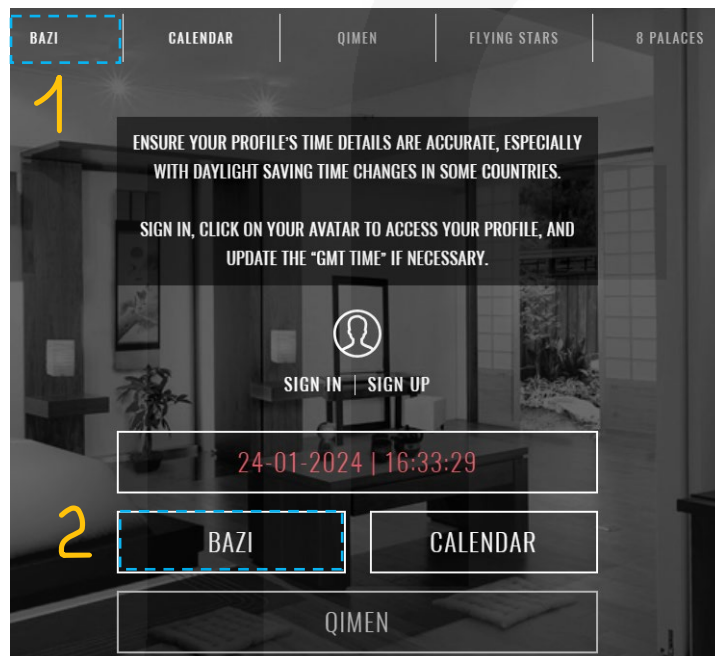 BAZI CALENDAR QIMEN FLYING STARS 8 PALACES
1
ENSURE YOUR PROFILE'S TIME DETAILS ARE ACCURATE, ESPECIALLY
WITH DAYLIGHT SAVING TIME CHANGES IN SOME COUNTRIES.
SIGN IN, CLICK ON YOUR AVATAR TO ACCESS YOUR PROFILE, AND
UPDATE THE "GMT TIME" IF NECESSARY.
SIGN IN | SIGN UP
24-01-2024 | 16:33:29
2
BAZI CALENDAR
QIMEN